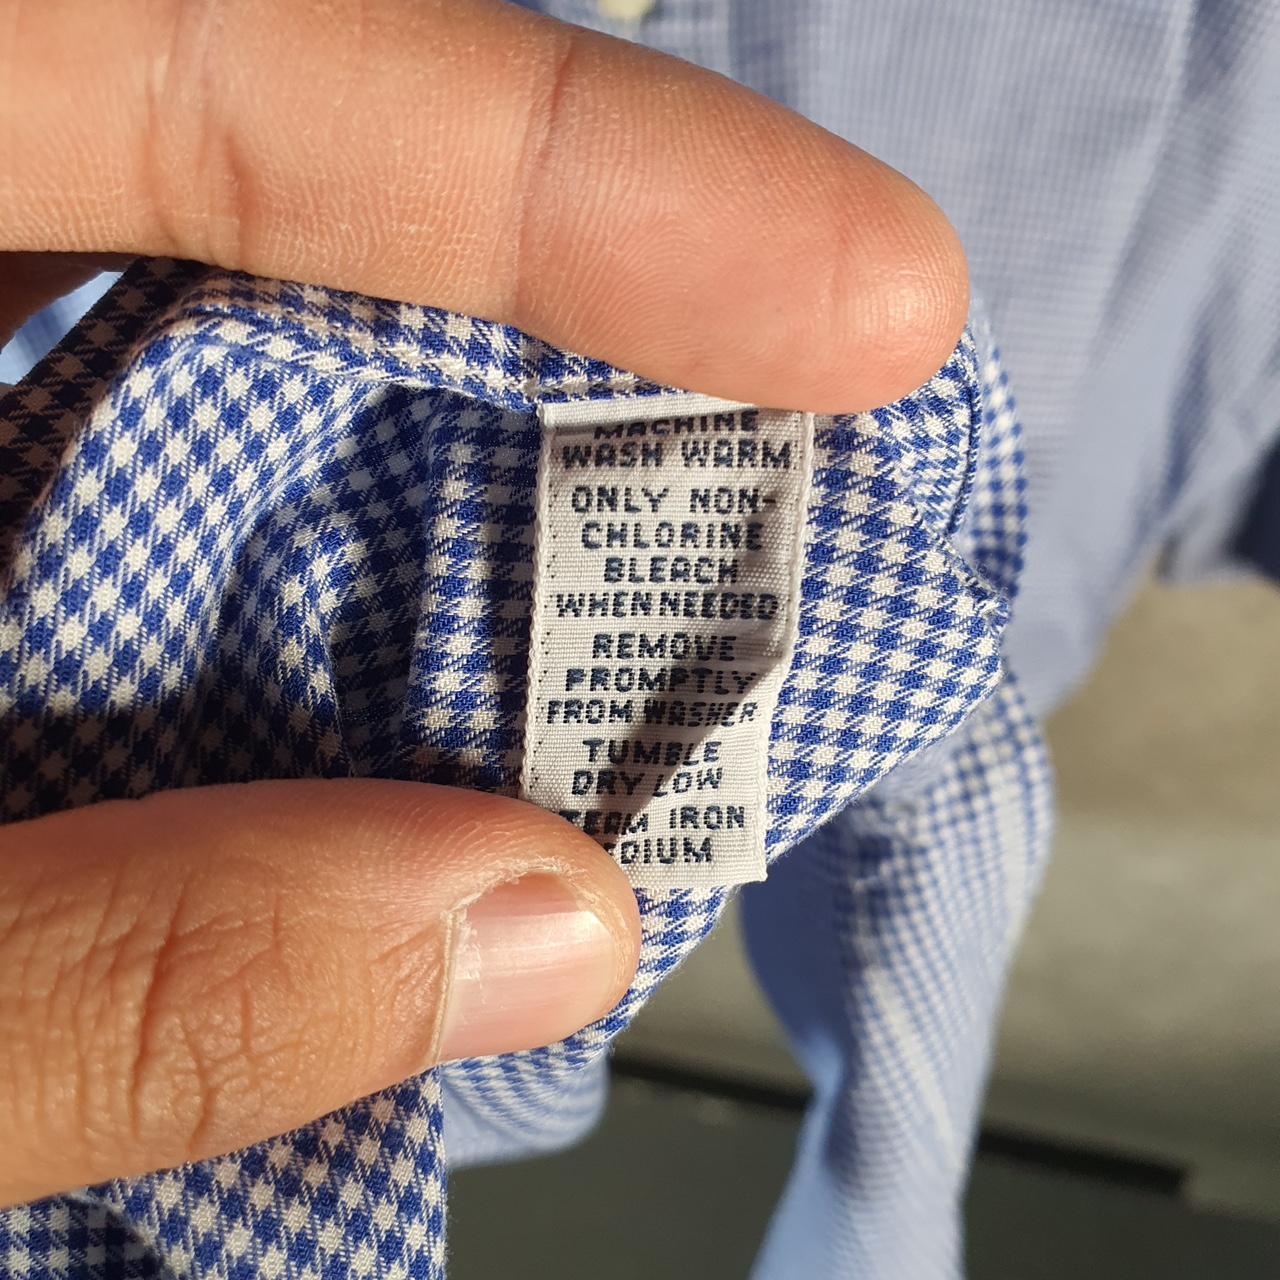 MACHINE
WASH WARM
ONLY NON-
CHLORINE
BLEACH
WHEN NEEDED
REMOVE
PROMPTLY
FROM WASHER
TUMBLE
DRY LOW
IRON